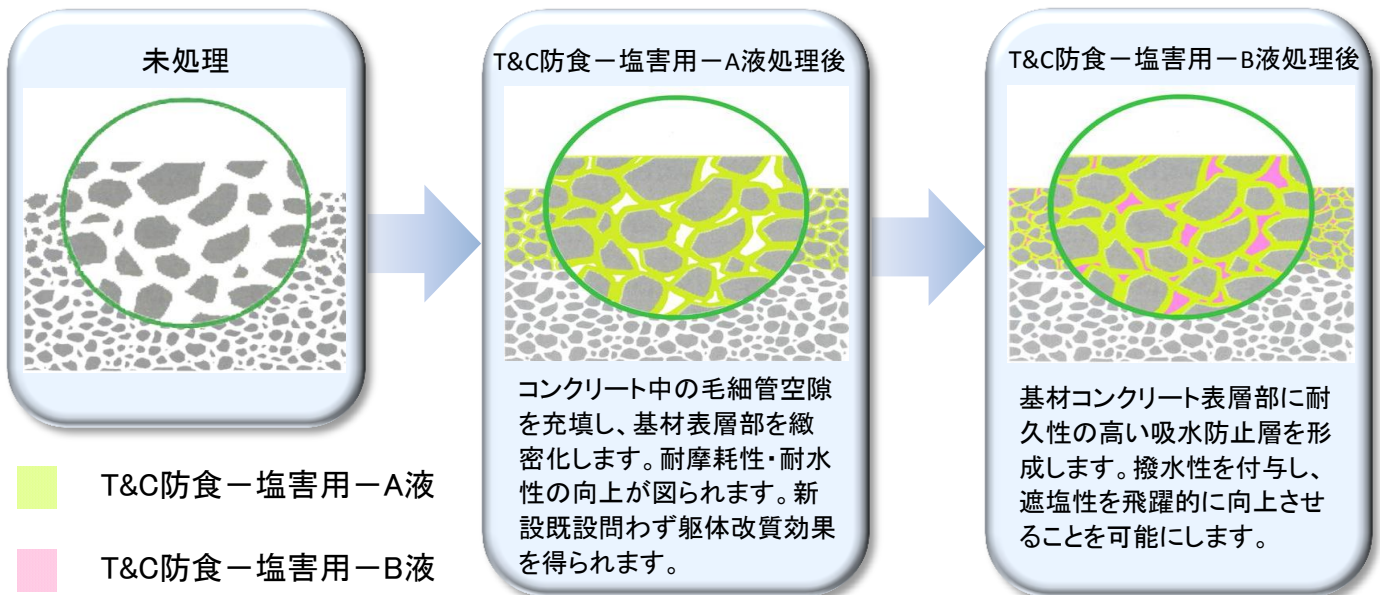 未処理
T&C防食－塩害用－A液処理後
コンクリート中の毛細管空隙
を充填し、基材表層部を緻
密化します。耐摩耗性・耐水
性の向上が図られます。新
設既設問わず躯体改質効果
を得られます。
T&C防食－塩害用－B液処理後
基材コンクリート表層部に耐
久性の高い吸水防止層を形
成します。撥水性を付与し、
遮塩性を飛躍的に向上させ
ることを可能にします。
T&C防食－塩害用－A液
T&C防食－塩害用－B液